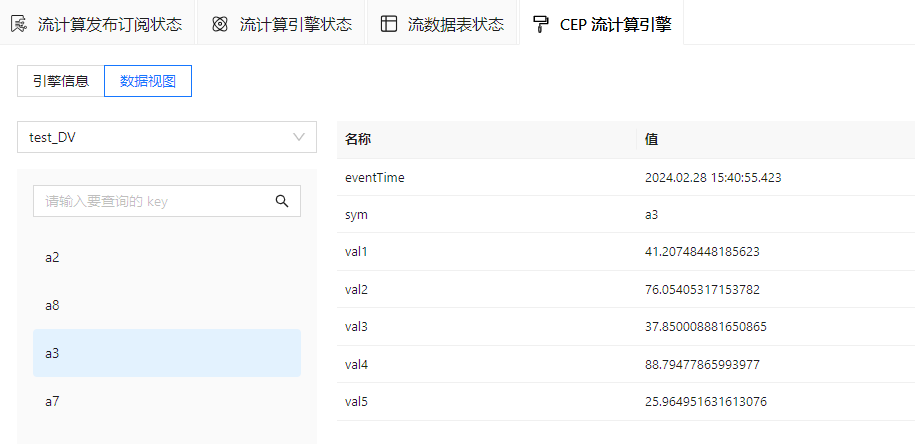 流计算发布订阅状态 流计算引擎状态 流数据表状态 CEP 流计算引擎
引擎信息 数据视图
test_DV
请输入要查询的 key
a2
a8
a3
a7
名称 值
eventTime 2024.02.28 15:40:55.423
sym a3
val1 41.20748448185623
val2 76.05405317153782
val3 37.850008881650865
val4 88.79477865993977
val5 25.964951631613076